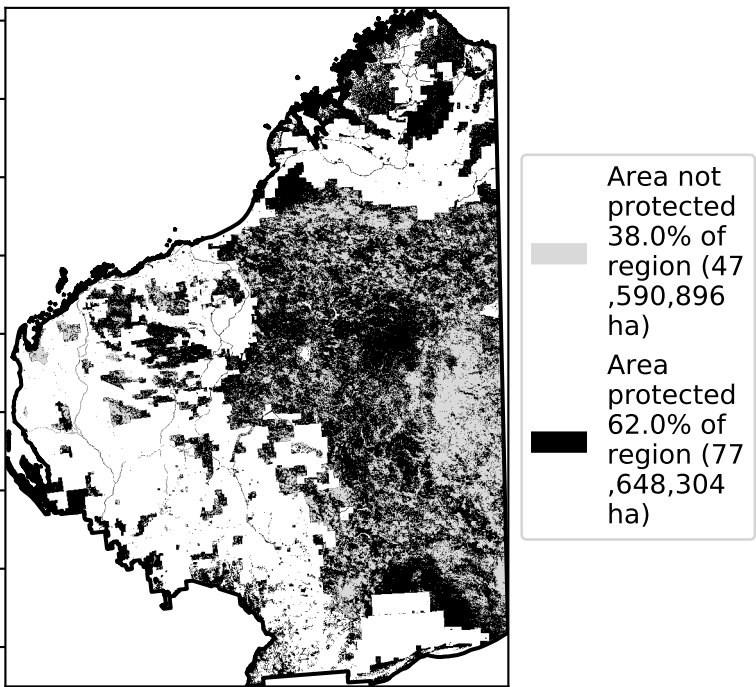 Area not
protected
38.0% of
region (47
,590,896
ha)
Area
protected
62.0% of
region (77
,648,304
ha)